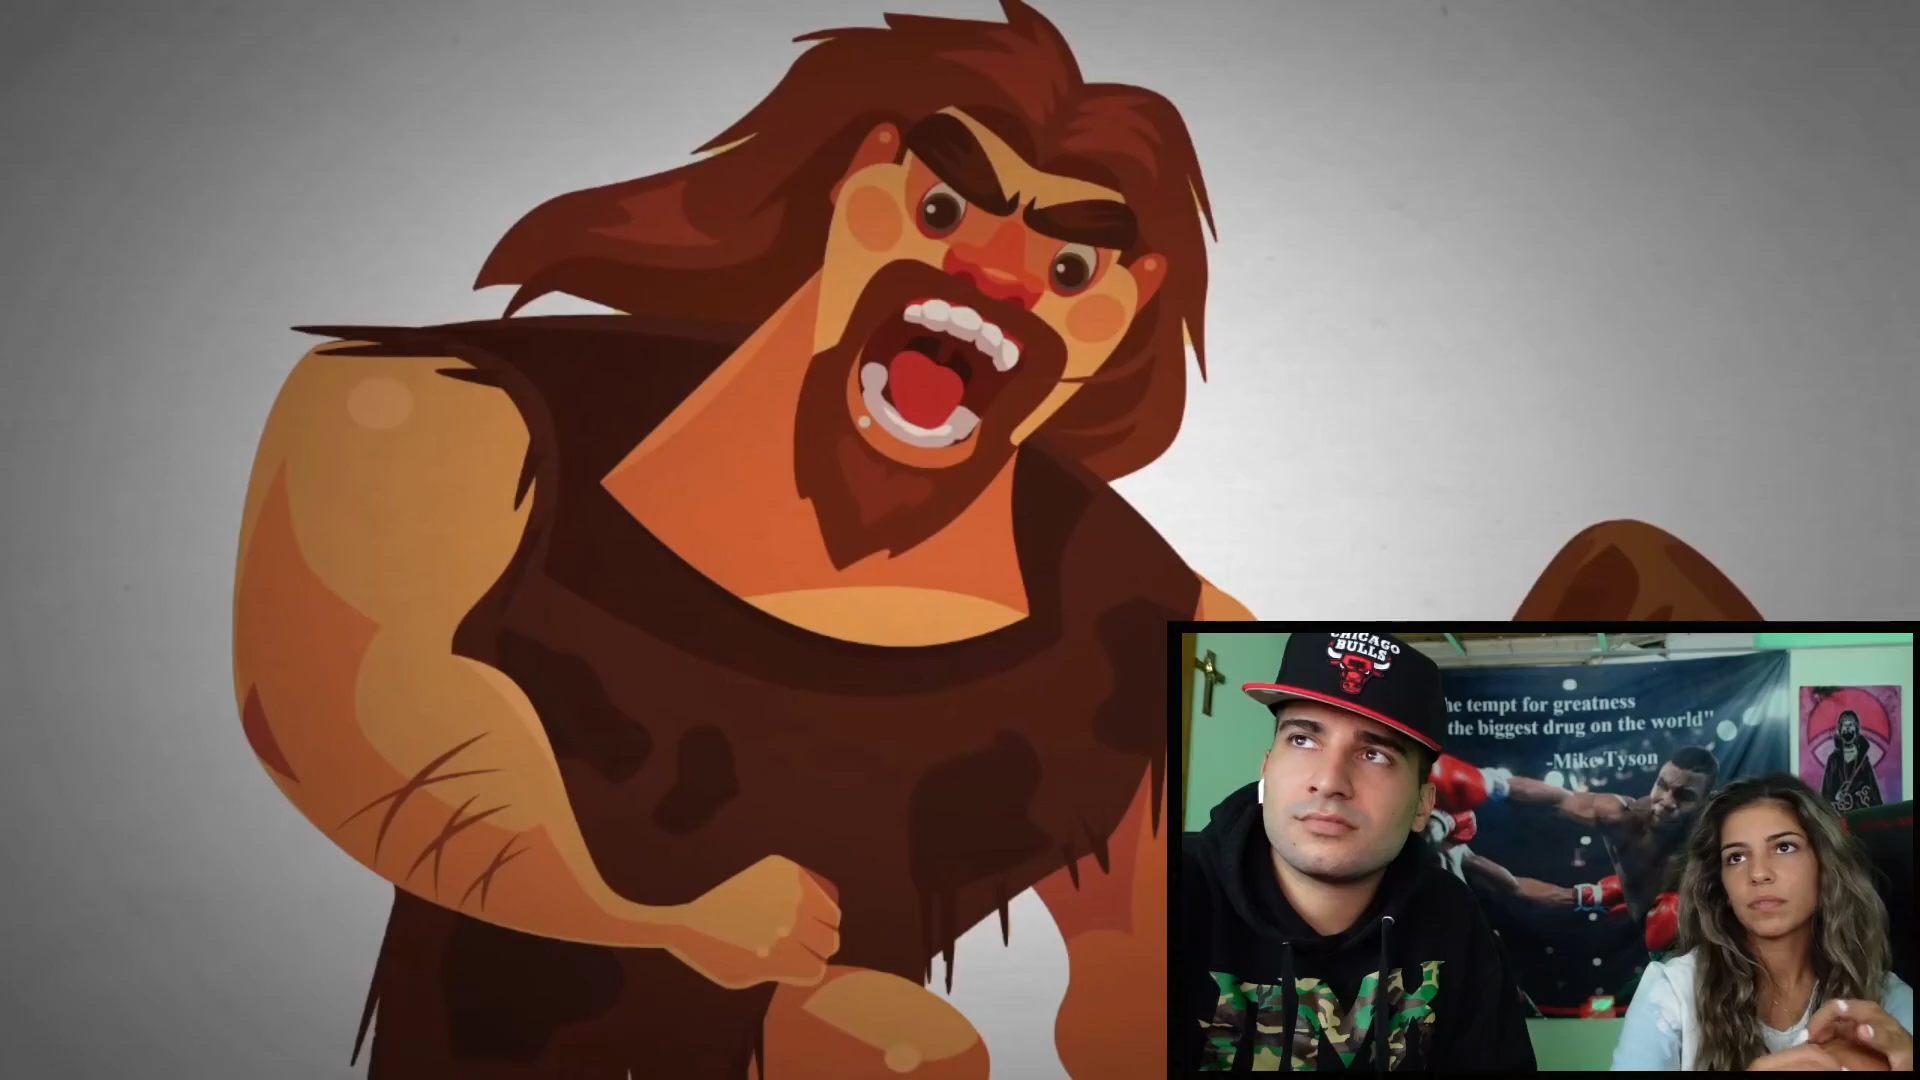 CHICAGO
BULLS
he tempt for greatness
the biggest drug on the world"
-Mike Tyson